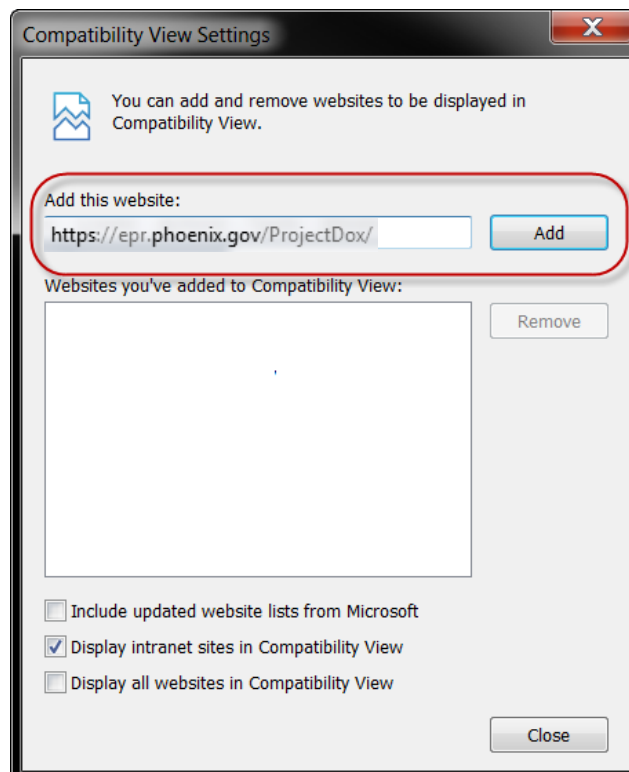 Compatibility View Settings
You can add and remove websites to be displayed in
Compatibility View.
Add this website:
https://epr.phoenix.gov/ProjectDox/
Add
Websites you've added to Compatibility View:
Remove
Include updated website lists from Microsoft
Display intranet sites in Compatibility View
Display all websites in Compatibility View
Close